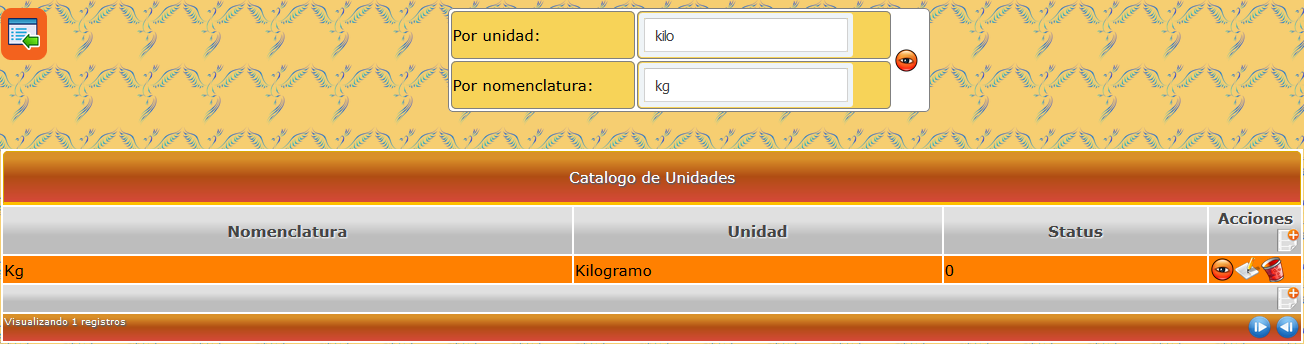 Por unidad:
kilo
Por nomenclatura:
kg
Catalogo de Unidades
Nomenclatura
Unidad
Status
Acciones
Kg
Kilogramo
0
Visualizando 1 registros